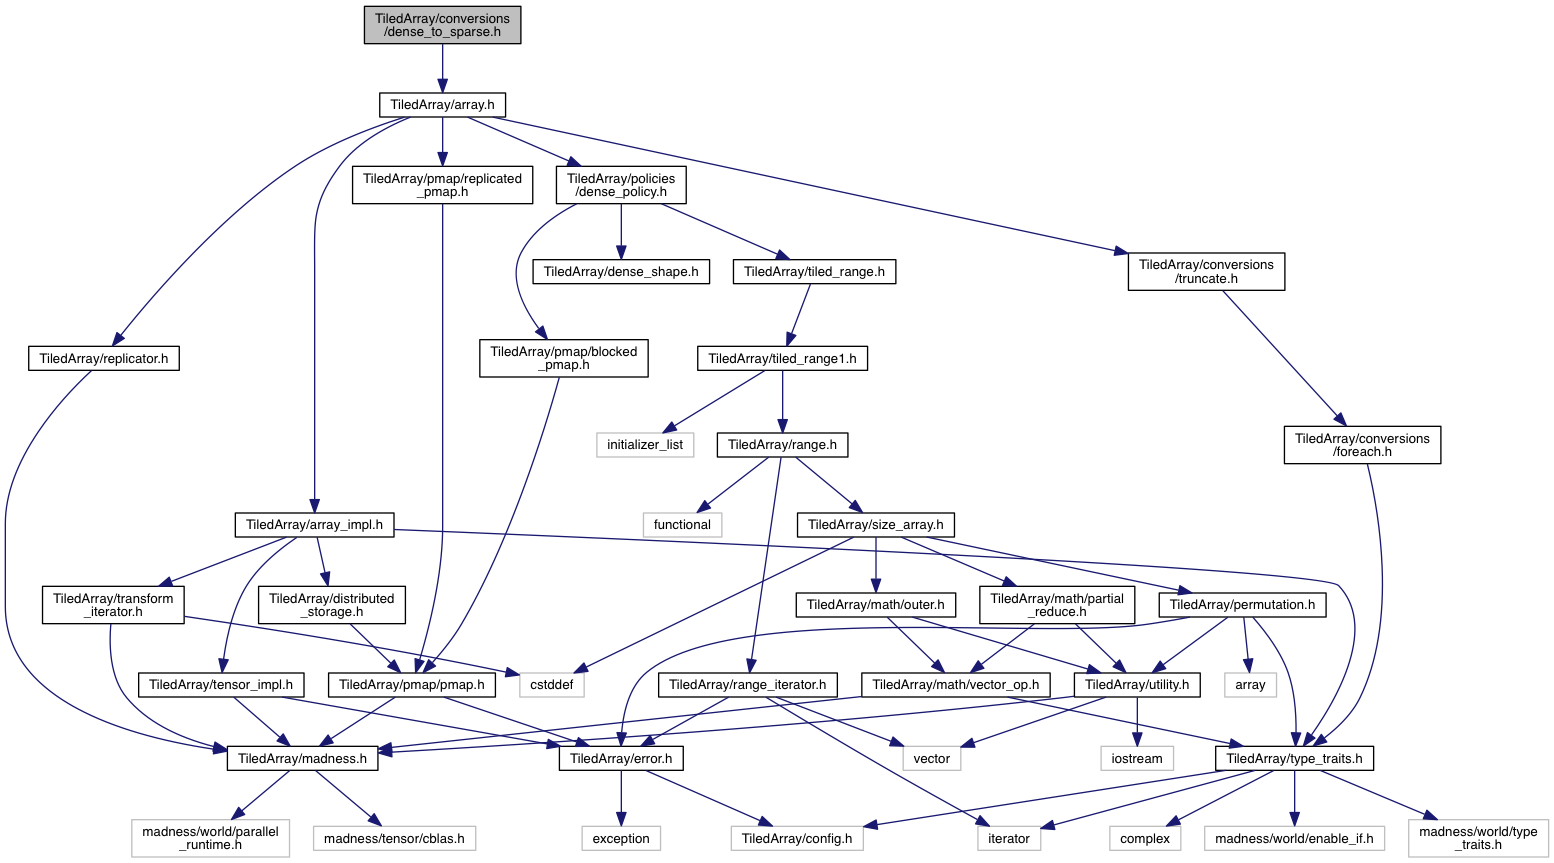 TiledArray/conversions
/dense_to_sparse.h
TiledArray/array.h
TiledArray/pmap/replicated
_pmap.h
TiledArray/policies
/dense_policy.h
TiledArray/dense_shape.h
TiledArray/tiled_range.h
TiledArray/conversions
/truncate.h
TiledArray/replicator.h
TiledArray/pmap/blocked
_pmap.h
TiledArray/tiled_range1.h
initializer_list
TiledArray/range.h
TiledArray/conversions
/foreach.h
TiledArray/array_impl.h
functional
TiledArray/size_array.h
TiledArray/transform
_iterator.h
TiledArray/distributed
_storage.h
TiledArray/math/outer.h
TiledArray/math/partial
_reduce.h
TiledArray/permutation.h
TiledArray/tensor_impl.h
TiledArray/pmap/pmap.h
cstddef
TiledArray/range_iterator.h
TiledArray/math/vector_op.h
TiledArray/utility.h
array
TiledArray/madness.h
TiledArray/error.h
vector
iostream
TiledArray/type_traits.h
madness/world/parallel
_runtime.h
madness/tensor/cblas.h
exception
TiledArray/config.h
iterator
complex
madness/world/enable_if.h
madness/world/type
_traits.h